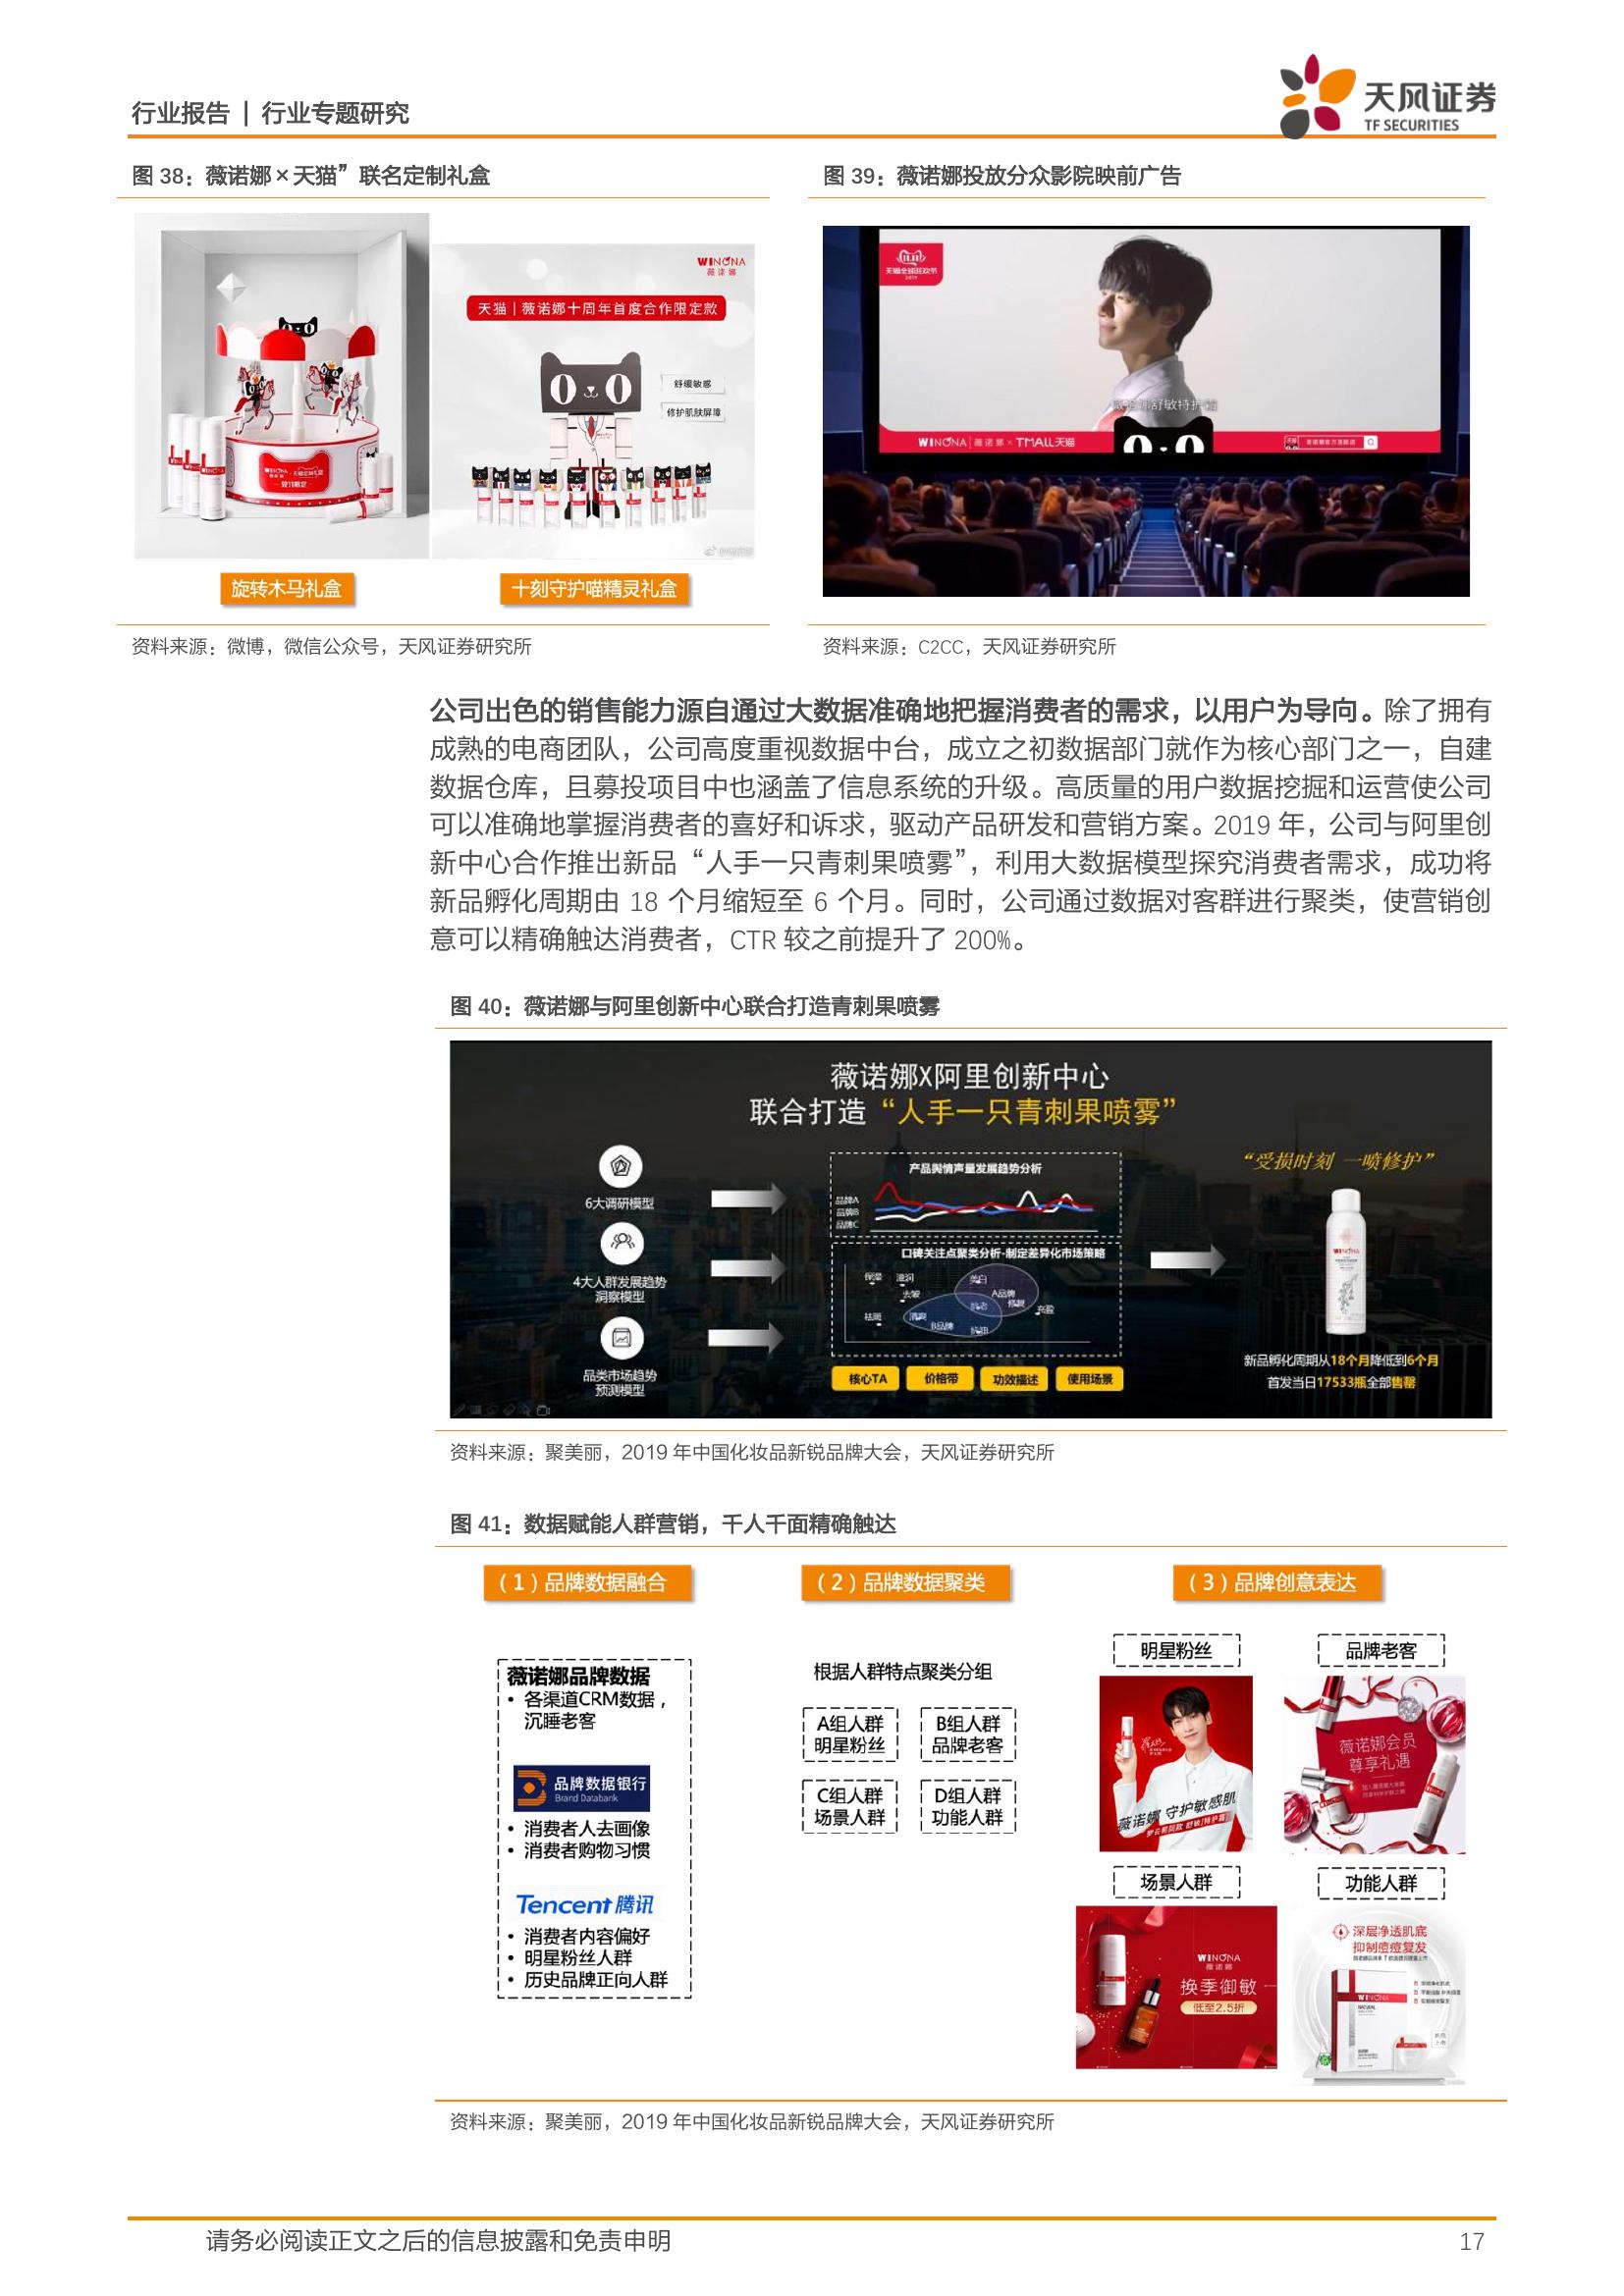 行业报告 | 行业专题研究
天风证券
TF SECURITIES
图 38：薇诺娜×天猫”联名定制礼盒
WINONA
薇诺娜
天猫｜薇诺娜十周年首度合作限定款
舒缓敏感
修护肌肤屏障
旋转木马礼盒
十刻守护喵精灵礼盒
资料来源：微博，微信公众号，天风证券研究所
图 39：薇诺娜投放分众影院映前广告
天猫全球狂欢节
2019
WINONA | 薇诺娜 × TMALL天猫
资料来源：C2CC，天风证券研究所
公司出色的销售能力源自通过大数据准确地把握消费者的需求，以用户为导向。除了拥有
成熟的电商团队，公司高度重视数据中台，成立之初数据部门就作为核心部门之一，自建
数据仓库，且募投项目中也涵盖了信息系统的升级。高质量的用户数据挖掘和运营使公司
可以准确地掌握消费者的喜好和诉求，驱动产品研发和营销方案。2019 年，公司与阿里创
新中心合作推出新品“人手一只青刺果喷雾”，利用大数据模型探究消费者需求，成功将
新品孵化周期由 18 个月缩短至 6 个月。同时，公司通过数据对客群进行聚类，使营销创
意可以精确触达消费者，CTR 较之前提升了 200%。
图 40：薇诺娜与阿里创新中心联合打造青刺果喷雾
薇诺娜X阿里创新中心
联合打造“人手一只青刺果喷雾”
6大调研模型
4大人群发展趋势
洞察模型
品类市场趋势
预测模型
产品舆情声量发展趋势分析
品牌A
品牌B
品牌C
口碑关注点聚类分析-制定差异化市场策略
保湿
滋润
美白
去皱
A品牌
祛斑
清爽
B品牌
核心TA
价格带
功效描述
使用场景
“受损时刻 一喷修护”
WINONA
新品孵化周期从18个月降低到6个月
首发当日17533瓶全部售罄
资料来源：聚美丽，2019 年中国化妆品新锐品牌大会，天风证券研究所
图 41：数据赋能人群营销，千人千面精确触达
（1）品牌数据融合
薇诺娜品牌数据
• 各渠道CRM数据，
沉睡老客
品牌数据银行
Brand Databank
• 消费者人去画像
• 消费者购物习惯
Tencent 腾讯
• 消费者内容偏好
• 明星粉丝人群
• 历史品牌正向人群
（2）品牌数据聚类
根据人群特点聚类分组
A组人群
明星粉丝
B组人群
品牌老客
C组人群
场景人群
D组人群
功能人群
（3）品牌创意表达
明星粉丝
薇诺娜 守护敏感肌
品牌老客
薇诺娜会员
尊享礼遇
场景人群
WINONA
薇诺娜
换季御敏
低至2.5折
功能人群
深层净透肌底
抑制痘痘复发
WINONA
资料来源：聚美丽，2019 年中国化妆品新锐品牌大会，天风证券研究所
请务必阅读正文之后的信息披露和免责申明
17